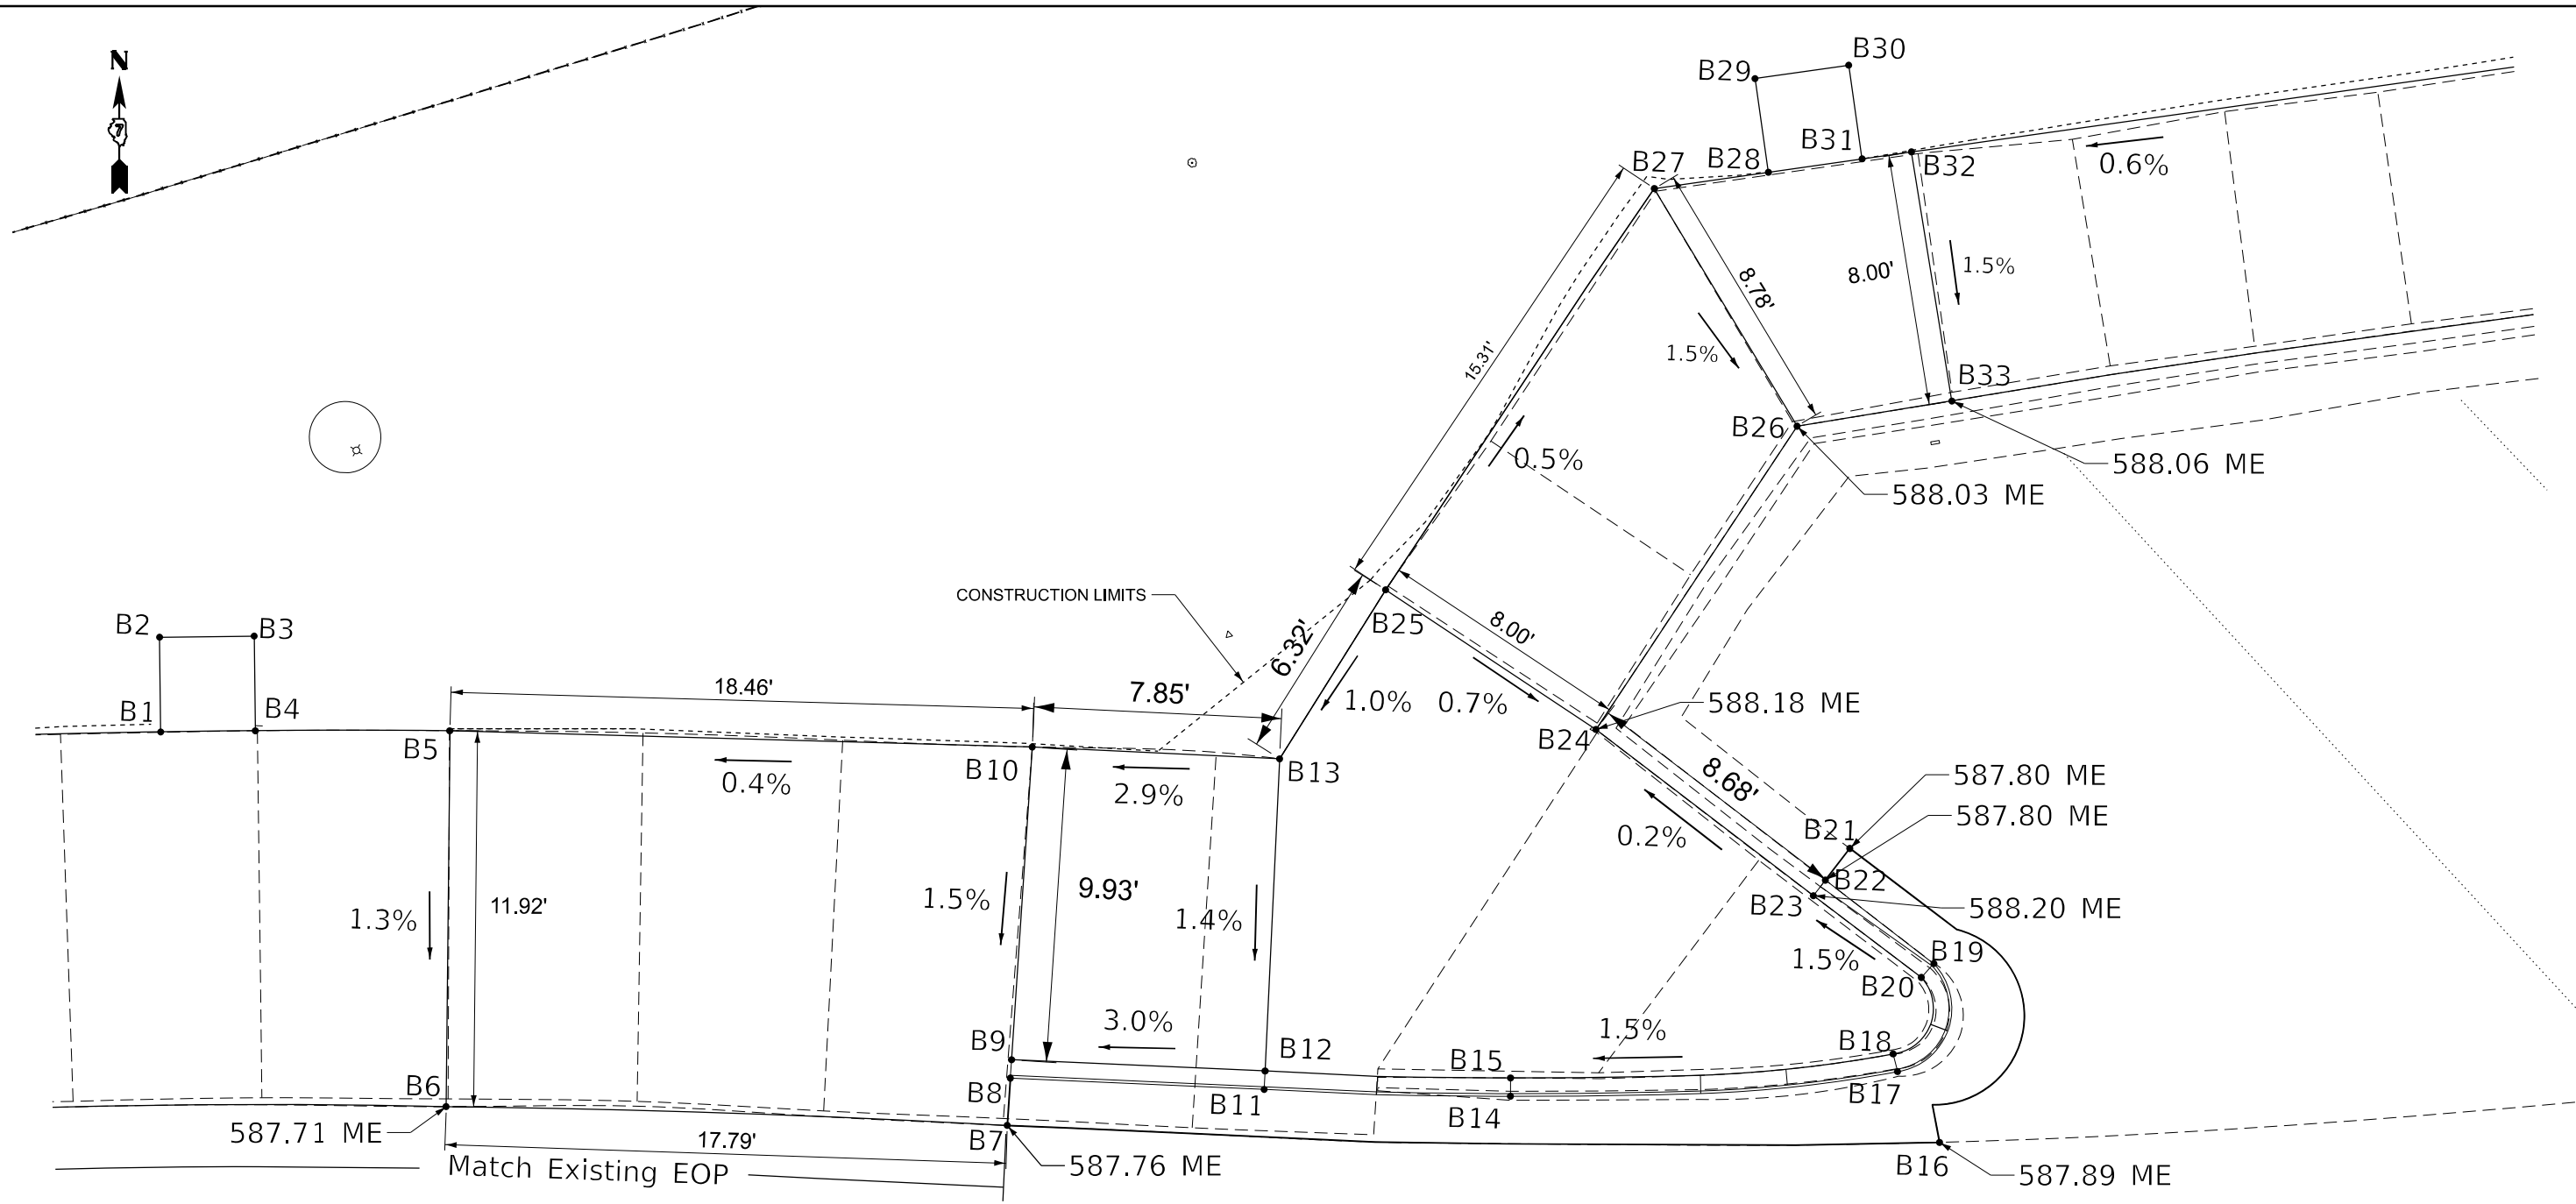 N
7
B30
B29
B31
B32
B28
B27
0.6%
8.78'
8.00'
1.5%
15.31'
1.5%
B33
B26
0.5%
588.06 ME
588.03 ME
CONSTRUCTION LIMITS
B25
8.00'
B2
B3
6.32'
18.46'
7.85'
1.0%
0.7%
588.18 ME
B1
B4
B5
B24
B10
B13
0.4%
2.9%
8.68'
587.80 ME
587.80 ME
B21
0.2%
B22
B23
588.20 ME
11.92'
1.3%
1.5%
9.93'
1.4%
B19
1.5%
B20
3.0%
1.5%
B9
B12
B15
B18
B6
B8
B11
B14
B17
587.71 ME
17.79'
B7
Match Existing EOP
587.76 ME
B16
587.89 ME